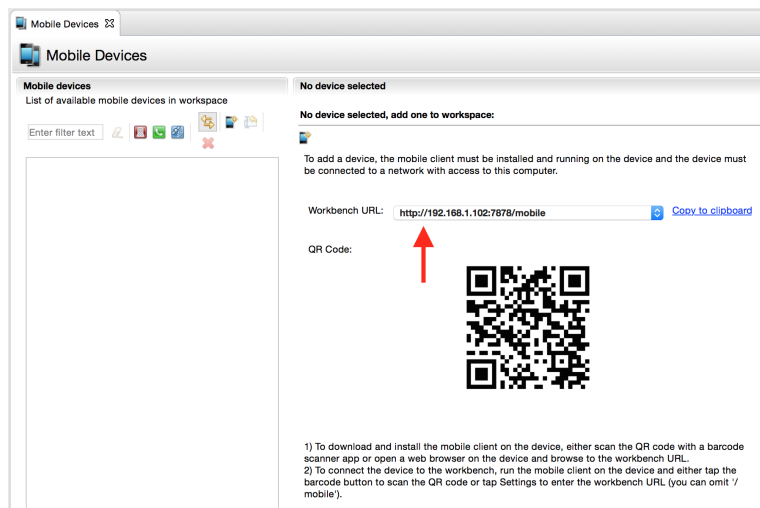 Mobile Devices
Mobile Devices
Mobile devices
List of available mobile devices in workspace
Enter filter text
No device selected
No device selected, add one to workspace:
To add a device, the mobile client must be installed and running on the device and the device must
be connected to a network with access to this computer.
Workbench URL: http://192.168.1.102:7878/mobile Copy to clipboard
QR Code:
1) To download and install the mobile client on the device, either scan the QR code with a barcode
scanner app or open a web browser on the device and browse to the workbench URL.
2) To connect the device to the workbench, run the mobile client on the device and either tap the
barcode button to scan the QR code or tap Settings to enter the workbench URL (you can omit '/
mobile').